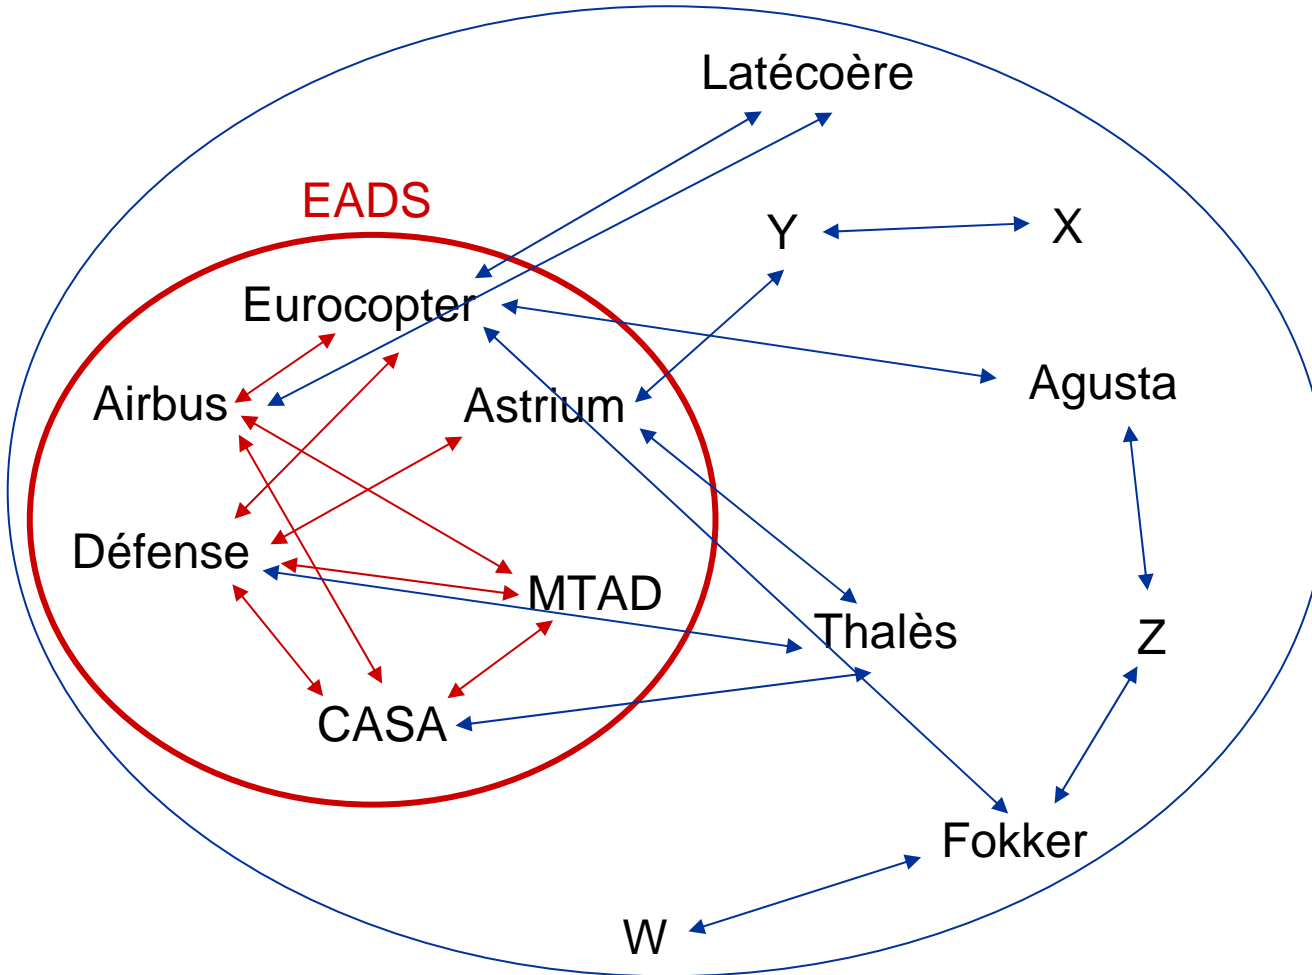 Latécoère
EADS
Y
X
Eurocopter
Agusta
Airbus
Astrium
Défense
MTAD
Thalès
Z
CASA
Fokker
W